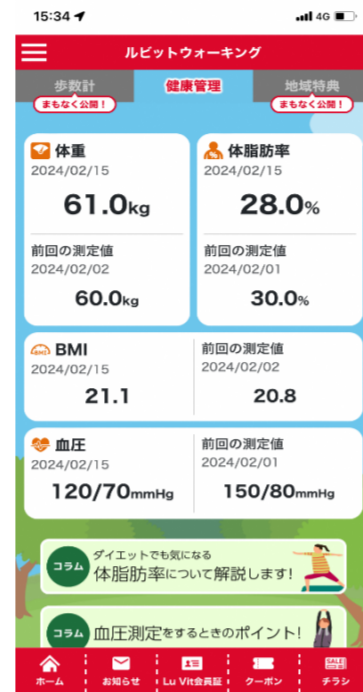 15:34
4G
ルビットウォーキング
歩数計
まもなく公開！
健康管理
地域特典
まもなく公開！
体重
2024/02/15
61.0kg
前回の測定値
2024/02/02
60.0kg
体脂肪率
2024/02/15
28.0%
前回の測定値
2024/02/01
30.0%
BMI
BMI
2024/02/15
21.1
前回の測定値
2024/02/02
20.8
血圧
2024/02/15
120/70mmHg
前回の測定値
2024/02/01
150/80mmHg
コラム
ダイエットでも気になる
体脂肪率について解説します!
コラム
血圧測定をするときのポイント!
ホーム
お知らせ
Lu Vit会員証
クーポン
SALE
チラシ